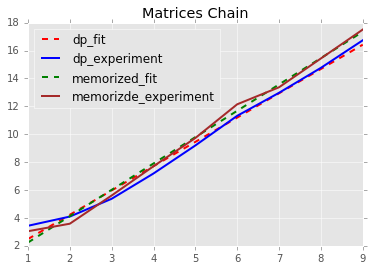 Matrices Chain
18
16
14
12
10
8
6
4
2
dp_fit
dp_experiment
memorized_fit
memorizde_experiment
1 2 3 4 5 6 7 8 9